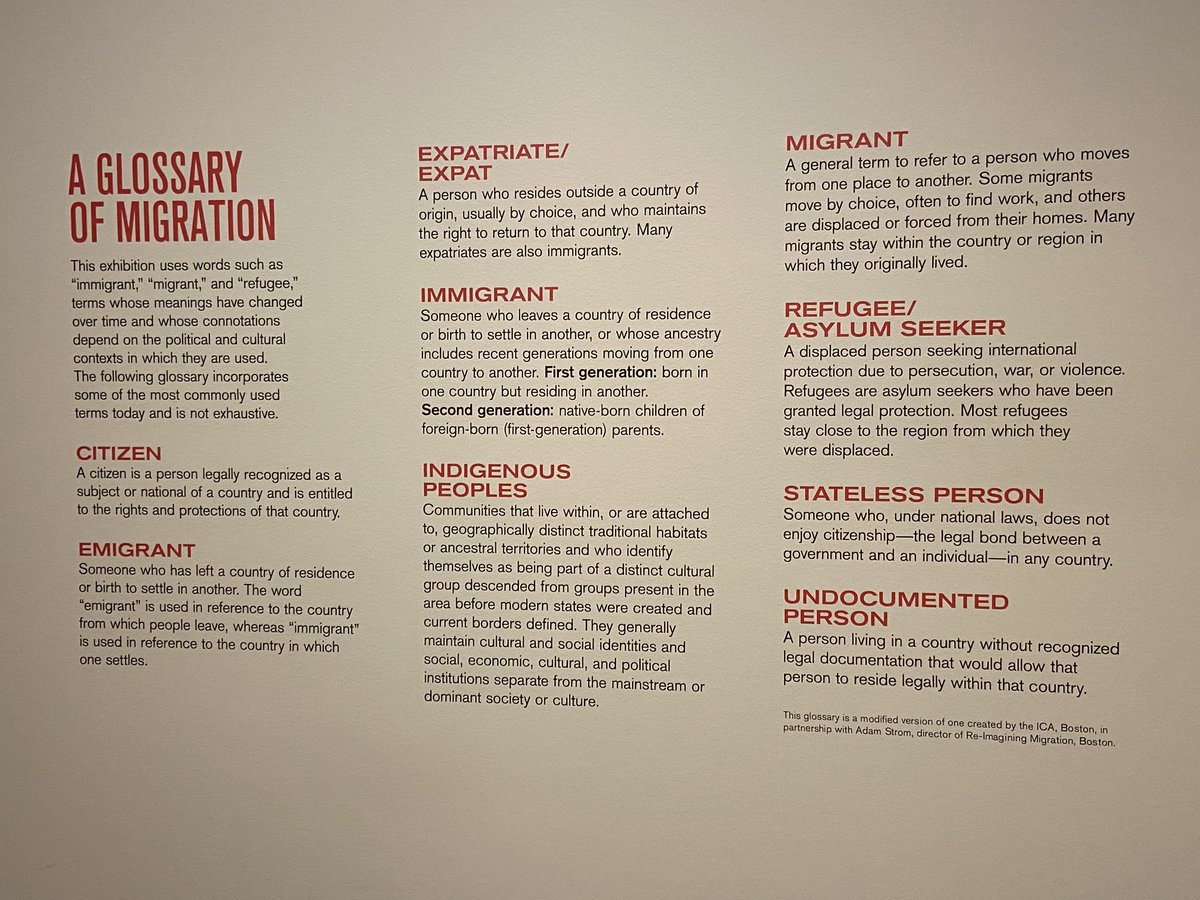 A GLOSSARY
OF MIGRATION
This exhibition uses words such as
“immigrant,” “migrant,” and “refugee,”
terms whose meanings have changed
over time and whose connotations
depend on the political and cultural
contexts in which they are used.
The following glossary incorporates
some of the most commonly used
terms today and is not exhaustive.
CITIZEN
A citizen is a person legally recognized as a
subject or national of a country and is entitled
to the rights and protections of that country.
EMIGRANT
Someone who has left a country of residence
or birth to settle in another. The word
“emigrant” is used in reference to the country
from which people leave, whereas “immigrant”
is used in reference to the country in which
one settles.
EXPATRIATE/
EXPAT
A person who resides outside a country of
origin, usually by choice, and who maintains
the right to return to that country. Many
expatriates are also immigrants.
IMMIGRANT
Someone who leaves a country of residence
or birth to settle in another, or whose ancestry
includes recent generations moving from one
country to another. First generation: born in
one country but residing in another.
Second generation: native-born children of
foreign-born (first-generation) parents.
INDIGENOUS
PEOPLES
Communities that live within, or are attached
to, geographically distinct traditional habitats
or ancestral territories and who identify
themselves as being part of a distinct cultural
group descended from groups present in the
area before modern states were created and
current borders defined. They generally
maintain cultural and social identities and
social, economic, cultural, and political
institutions separate from the mainstream or
dominant society or culture.
MIGRANT
A general term to refer to a person who moves
from one place to another. Some migrants
move by choice, often to find work, and others
are displaced or forced from their homes. Many
migrants stay within the country or region in
which they originally lived.
REFUGEE/
ASYLUM SEEKER
A displaced person seeking international
protection due to persecution, war, or violence.
Refugees are asylum seekers who have been
granted legal protection. Most refugees
stay close to the region from which they
were displaced.
STATELESS PERSON
Someone who, under national laws, does not
enjoy citizenship—the legal bond between a
government and an individual—in any country.
UNDOCUMENTED
PERSON
A person living in a country without recognized
legal documentation that would allow that
person to reside legally within that country.
This glossary is a modified version of one created by the ICA, Boston, in
partnership with Adam Strom, director of Re-Imagining Migration, Boston.